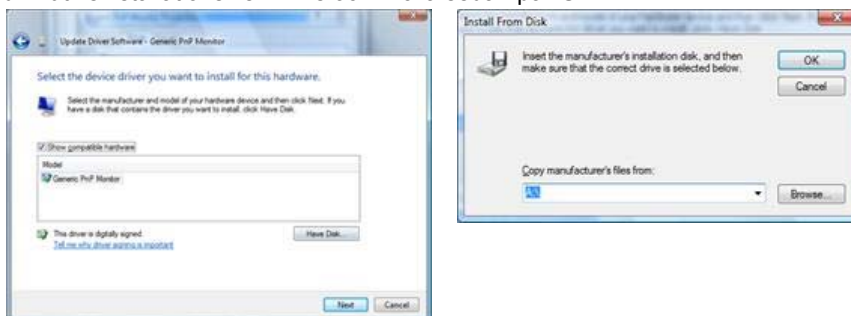 Update Driver Software - Generic PnP Monitor
Select the device driver you want to install for this hardware.
Select the manufacturer and model of your hardware device and then click Next. If you
have a disk that contains the driver you want to install, click Have Disk.
Show compatible hardware
Model
Generic PnP Monitor
This driver is digitally signed.
Have Disk...
Tell me why driver signing is important
Next
Cancel
Install From Disk
Insert the manufacturer's installation disk, and then
make sure that the correct drive is selected below.
OK
Cancel
Copy manufacturer's files from:
A:\
Browse...